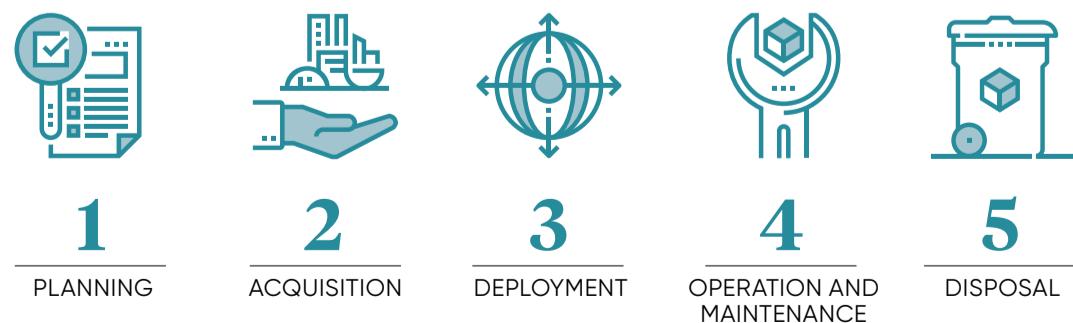 1
PLANNING
2
ACQUISITION
3
DEPLOYMENT
4
OPERATION AND
MAINTENANCE
5
DISPOSAL